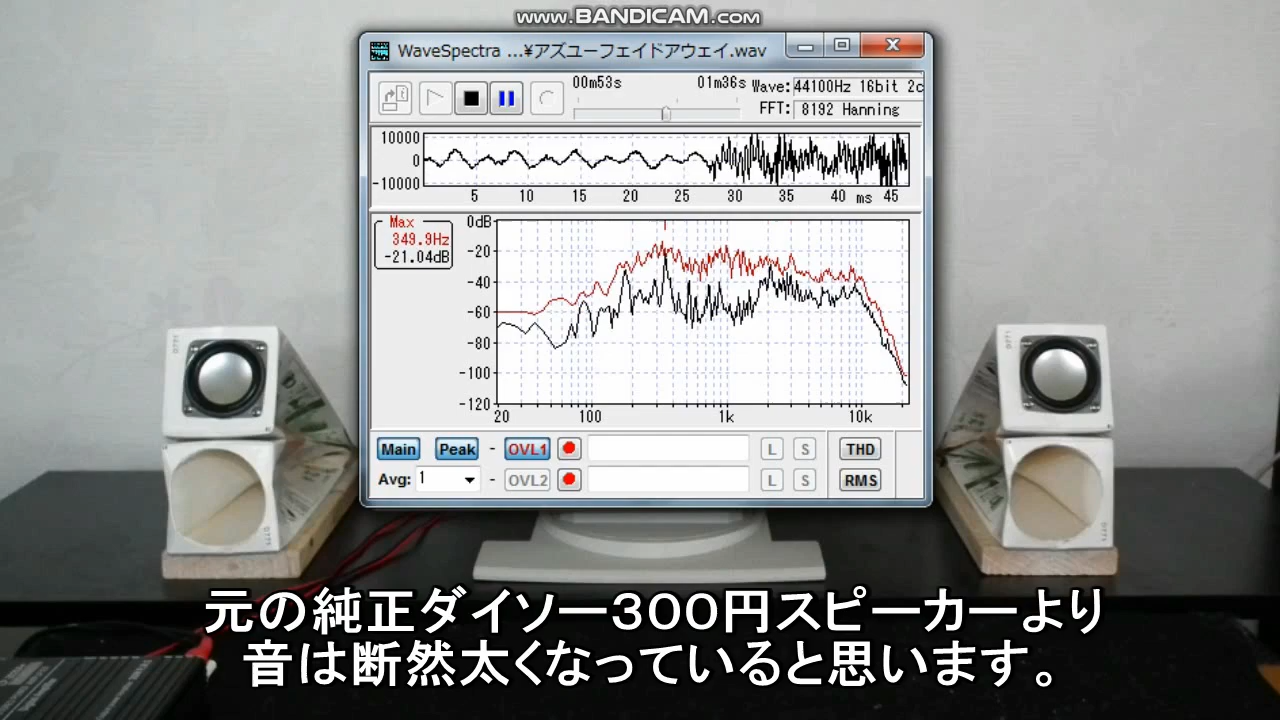 www.BANDICAM.com
WaveSpectra ...¥アズユーフェイドアウェイ.wav
00m53s 01m36s Wave: 44100Hz 16bit 2c
FFT: 8192 Hanning
10000
0
-10000
5 10 15 20 25 30 35 40 ms 45
Max
349.9Hz
-21.04dB
0dB
-20
-40
-60
-80
-100
-120
20 100 1k 10k
Main Peak - OVL1 L S THD
Avg: 1 - OVL2 L S RMS
0771
0771
0771
0771
元の純正ダイソー300円スピーカーより
音は断然太くなっていると思います。